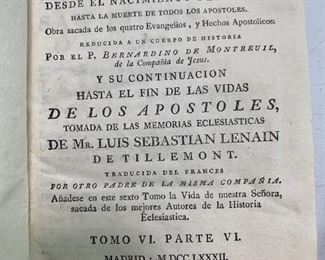 DESDE EL NACIMIENTO
HASTA LA MUERTE DE TODOS LOS APOSTOLES.
Obra sacada de los quatro Evangelios, y Hechos Apostolicos:
REDUCIDA A UN CUERPO DE HISTORIA
POR EL P. BERNARDINO DE MONTREUIL,
de la Compañia de Jesus.
Y SU CONTINUACION
HASTA EL FIN DE LAS VIDAS
DE LOS APOSTOLES,
TOMADA DE LAS MEMORIAS ECLESIASTICAS
DE MR. LUIS SEBASTIAN LENAIN
DE TILLEMONT.
TRADUCIDA DEL FRANCES
POR OTRO PADRE DE LA MISMA COMPAÑIA.
Añadese en este sexto Tomo la Vida de nuestra Señora,
sacada de los mejores Autores de la Historia
Eclesiastica.
TOMO VI. PARTE VI.
MADRID: M.DCC.LXXXII.